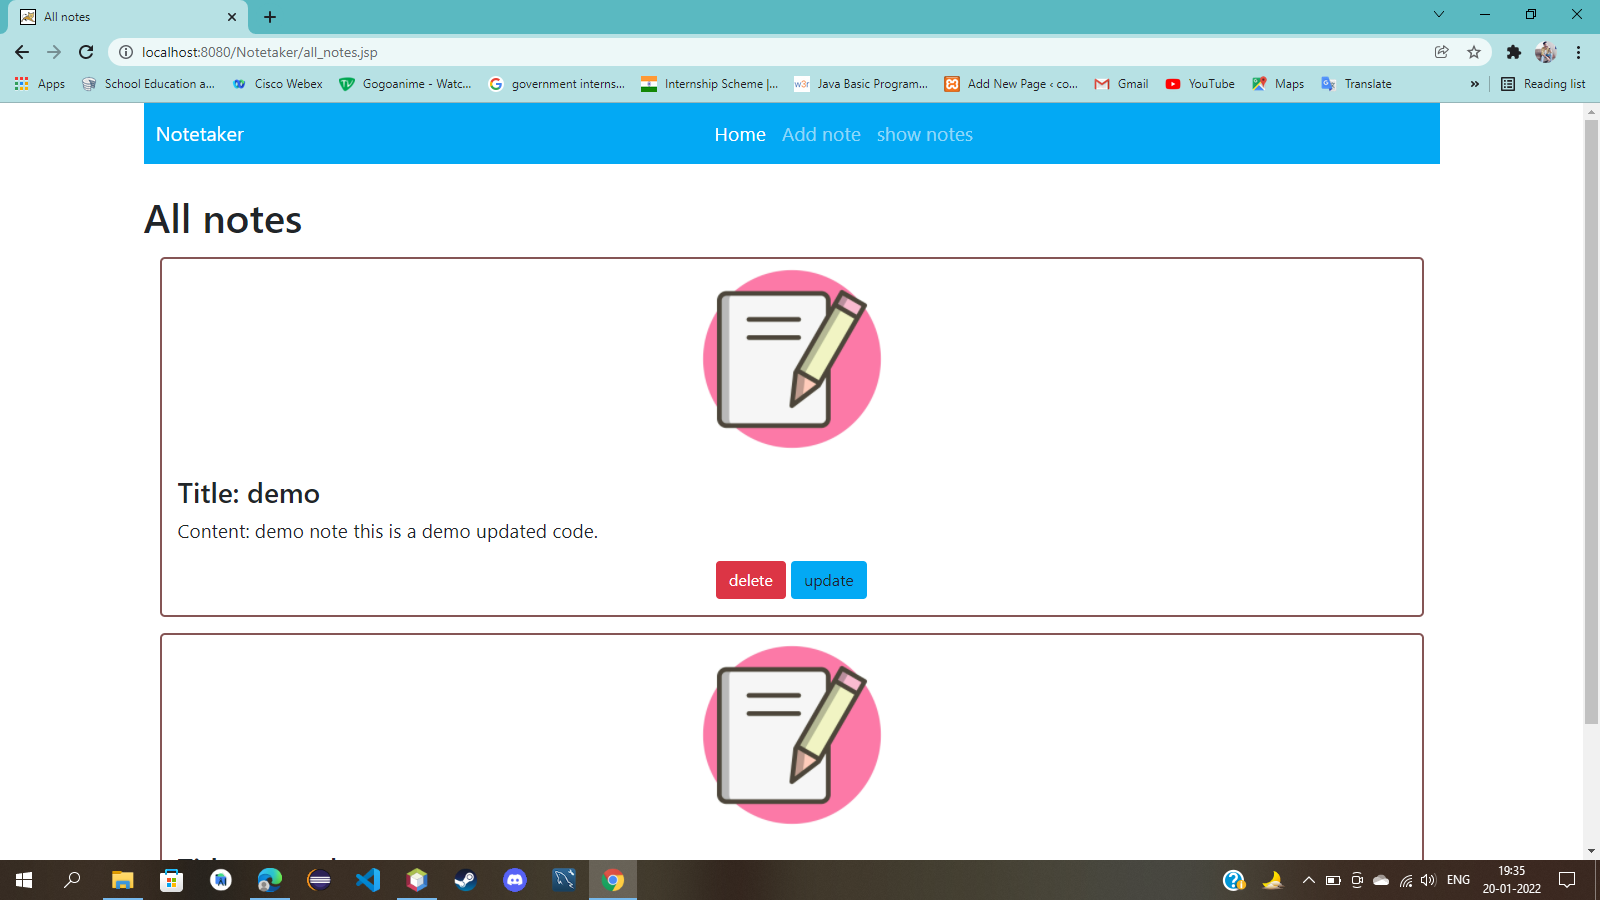 All notes
localhost:8080/Notetaker/all_notes.jsp
Apps School Education a... Cisco Webex Gogoanime - Watc... government interns... Internship Scheme |... w3r Java Basic Program... Add New Page ‹ co... Gmail YouTube Maps Translate » Reading list
Notetaker Home Add note show notes
All notes
Title: demo
Content: demo note this is a demo updated code.
delete update
ENG
19:35
20-01-2022